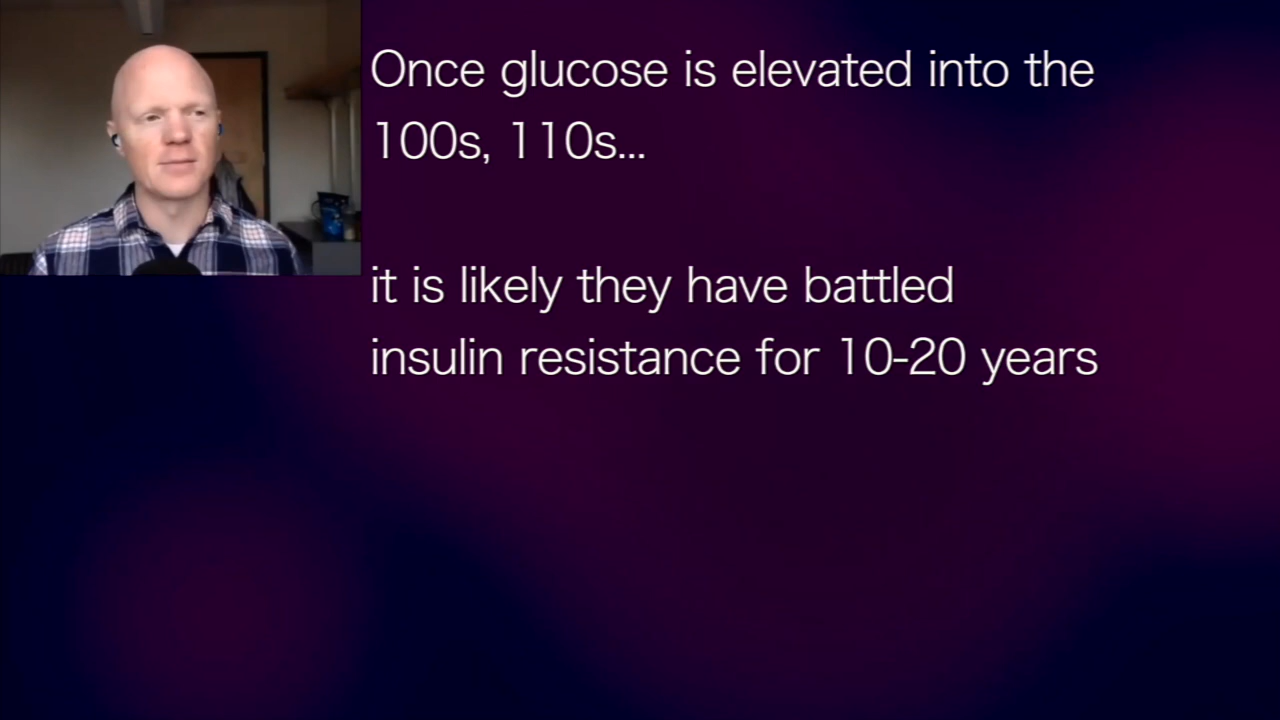 Once glucose is elevated into the
100s, 110s...
it is likely they have battled
insulin resistance for 10-20 years